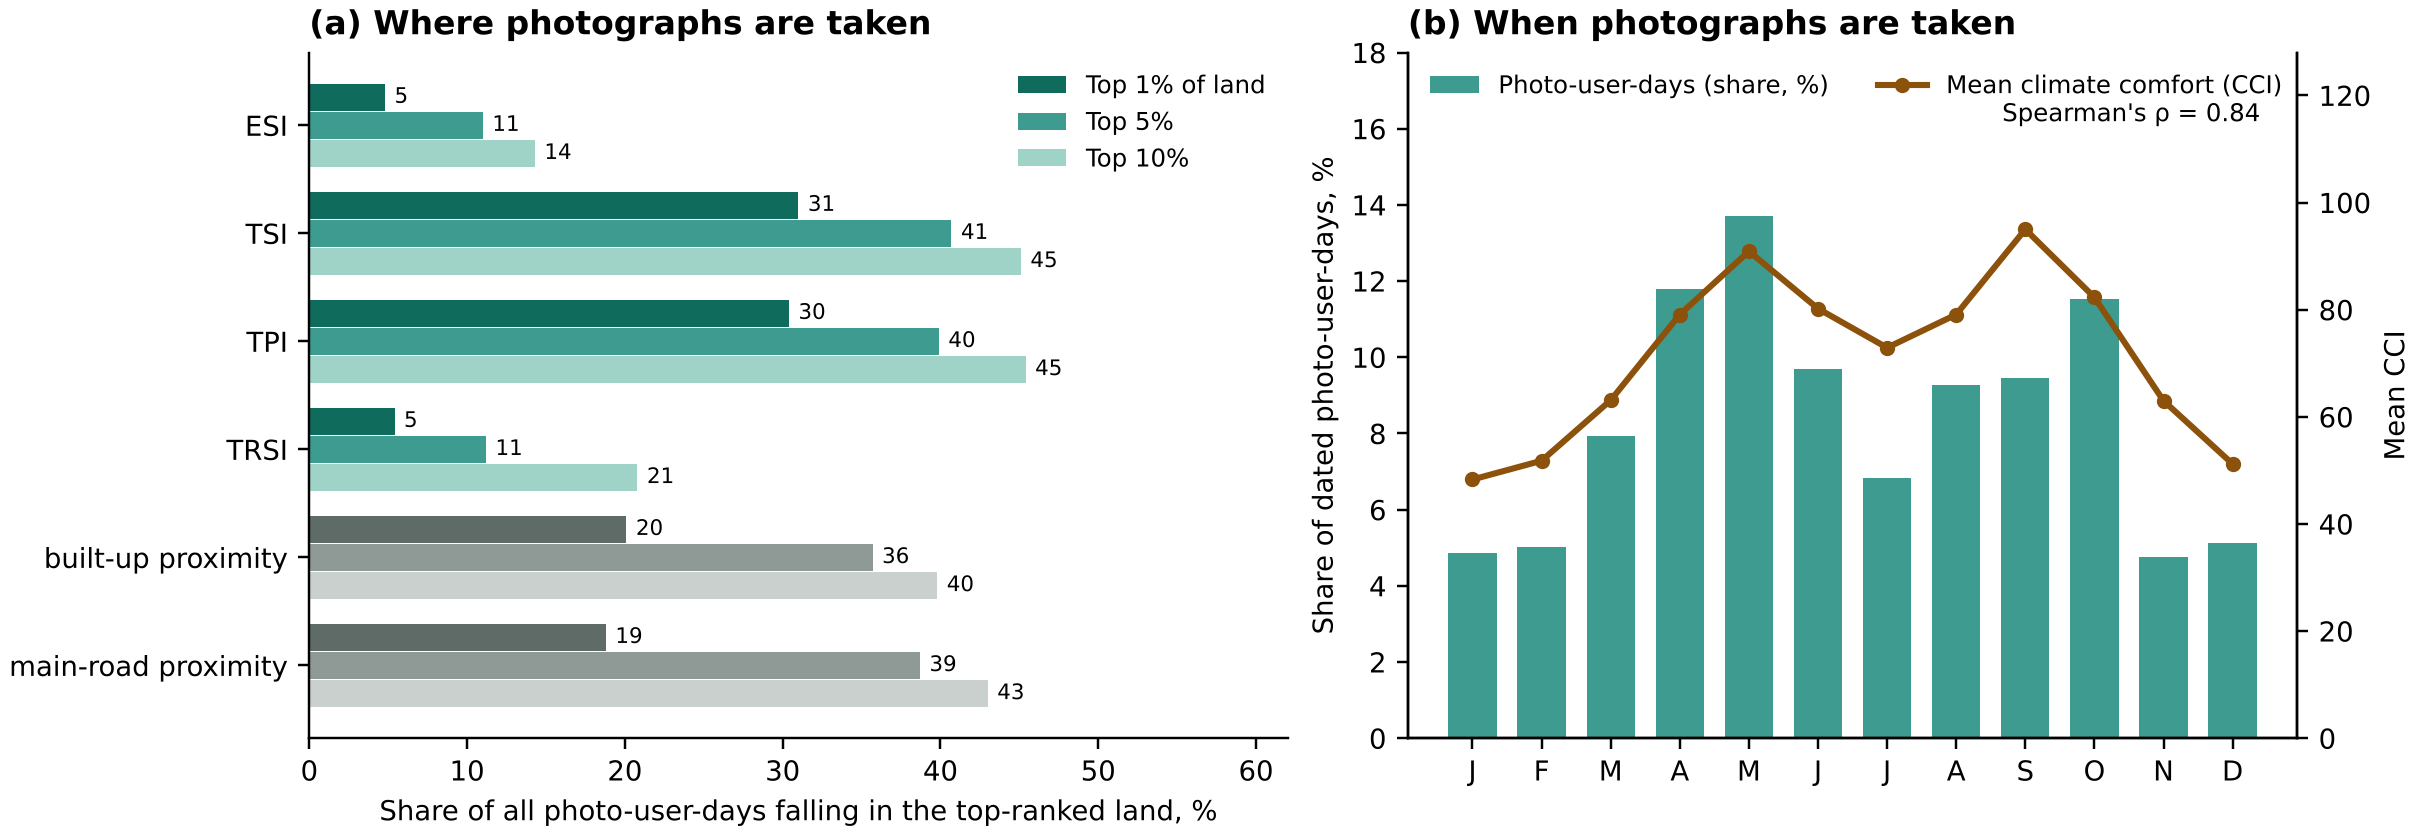 (a) Where photographs are taken
Top 1% of land
Top 5%
Top 10%
ESI
5
11
14
TSI
31
41
45
TPI
30
40
45
TRSI
5
11
21
built-up proximity
20
36
40
main-road proximity
19
39
43
0 10 20 30 40 50 60
Share of all photo-user-days falling in the top-ranked land, %
(b) When photographs are taken
Photo-user-days (share, %)
Mean climate comfort (CCI)
Spearman's ρ = 0.84
Share of dated photo-user-days, %
18
16
14
12
10
8
6
4
2
0
120
100
80
60
40
20
0
Mean CCI
J F M A M J J A S O N D